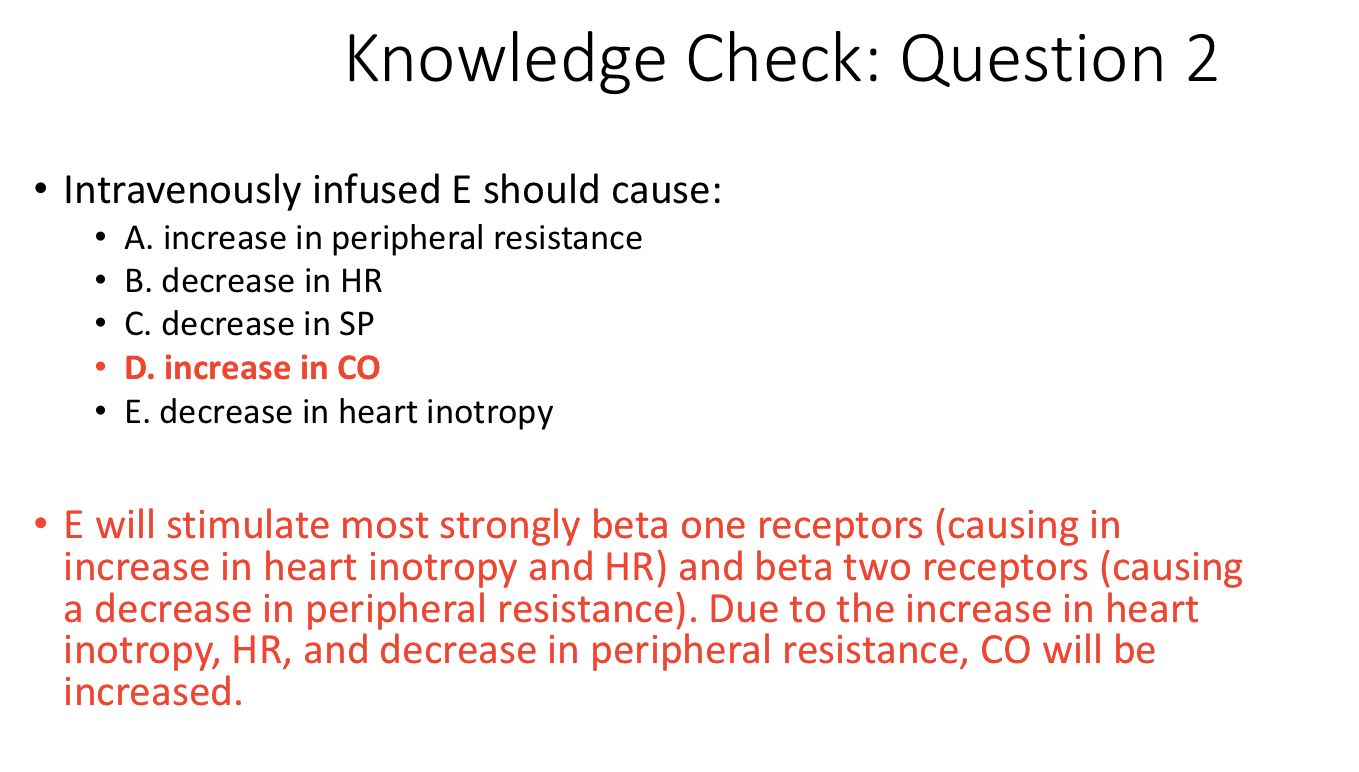 Knowledge Check: Question 2
• Intravenously infused E should cause:
• A. increase in peripheral resistance
• B. decrease in HR
• C. decrease in SP
• D. increase in CO
• E. decrease in heart inotropy
• E will stimulate most strongly beta one receptors (causing in
increase in heart inotropy and HR) and beta two receptors (causing
a decrease in peripheral resistance). Due to the increase in heart
inotropy, HR, and decrease in peripheral resistance, CO will be
increased.